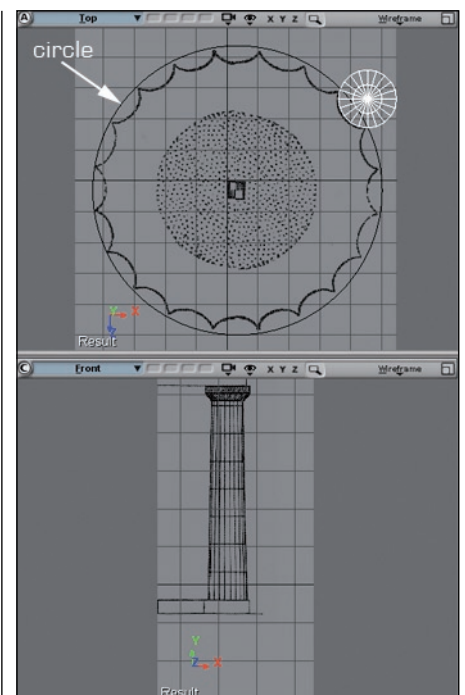 A Top X Y Z Wireframe
circle
Y X
Z
Result
C Front X Y Z Wireframe
Y
Z X
Result